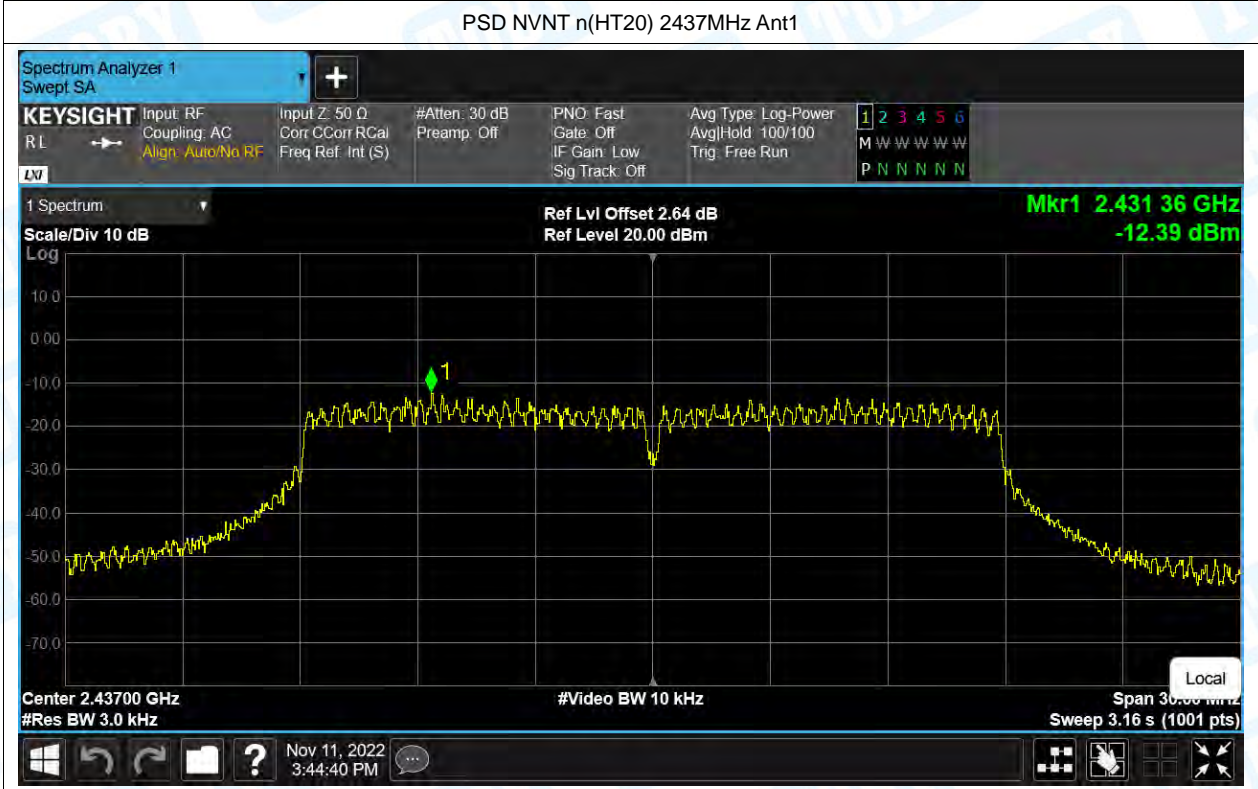 PSD NVNT n(HT20) 2437MHz Ant1
Spectrum Analyzer 1
Swept SA
KEYSIGHT
R L
LXI
Input: RF
Coupling: AC
Align: Auto/No RF
Input Z: 50 Ω
Corr CCorr RCal
Freq Ref: Int (S)
#Atten: 30 dB
Preamp: Off
PNO: Fast
Gate: Off
IF Gain: Low
Sig Track: Off
Avg Type: Log-Power
Avg|Hold: 100/100
Trig: Free Run
1 2 3 4 5 6
M W W W W W
P N N N N N
1 Spectrum
Scale/Div 10 dB
Log
Ref Lvl Offset 2.64 dB
Ref Level 20.00 dBm
Mkr1 2.431 36 GHz
-12.39 dBm
10.0
0.00
-10.0
-20.0
-30.0
-40.0
-50.0
-60.0
-70.0
1
Local
Center 2.43700 GHz
#Res BW 3.0 kHz
#Video BW 10 kHz
Span 30.00 MHz
Sweep 3.16 s (1001 pts)
?
Nov 11, 2022
3:44:40 PM